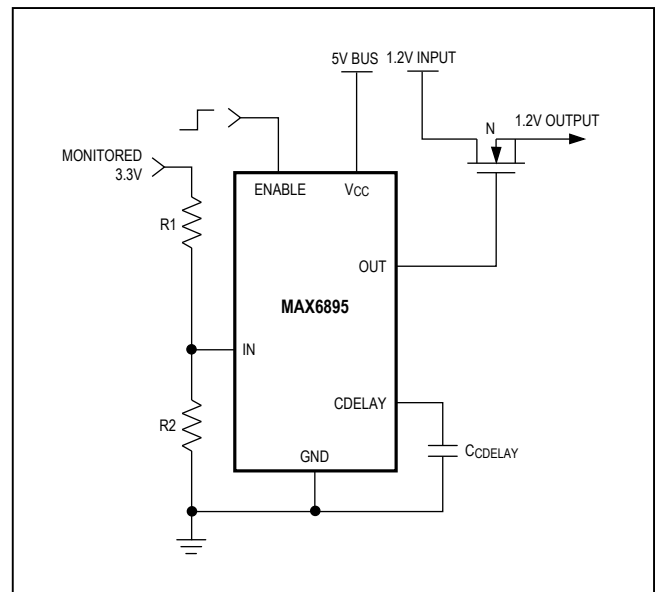 5V BUS 1.2V INPUT
N
1.2V OUTPUT
MONITORED
3.3V
ENABLE
VCC
R1
OUT
MAX6895
IN
CDELAY
R2
GND
CCDELAY